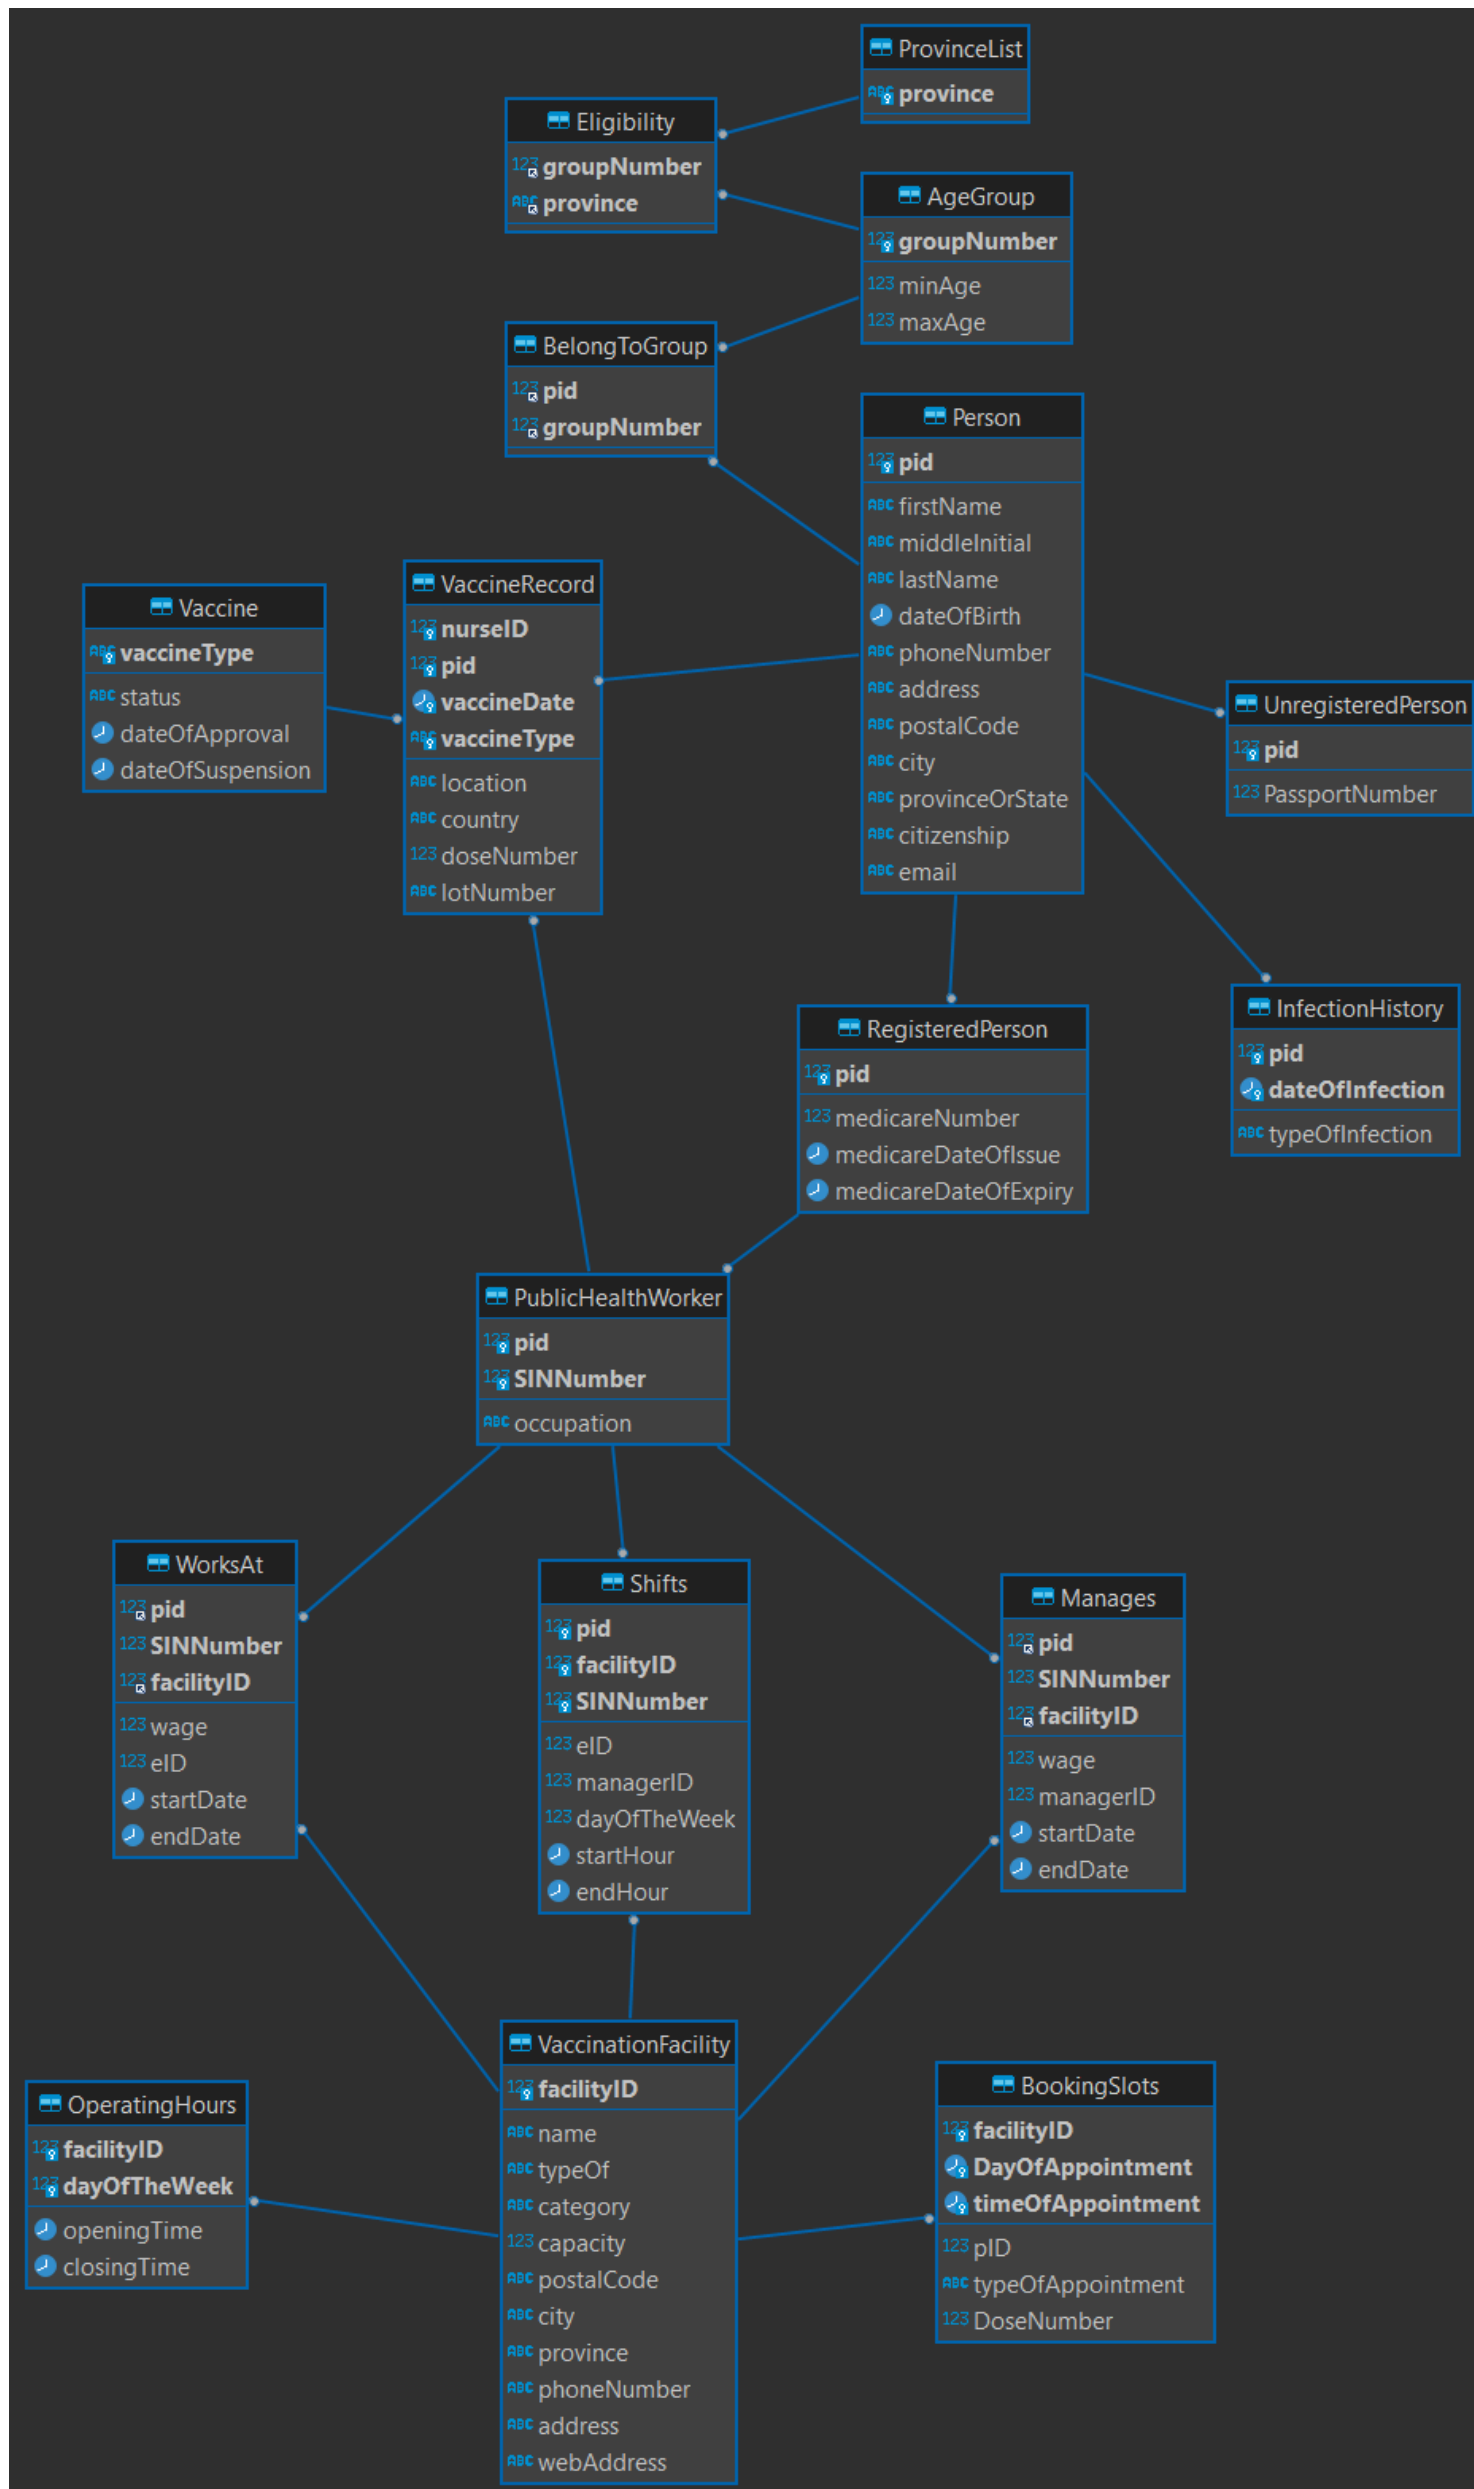 ProvinceList
province
Eligibility
groupNumber
province
AgeGroup
groupNumber
minAge
maxAge
BelongToGroup
pid
groupNumber
Person
pid
firstName
middleInitial
lastName
dateOfBirth
phoneNumber
address
postalCode
city
provinceOrState
citizenship
email
Vaccine
vaccineType
status
dateOfApproval
dateOfSuspension
VaccineRecord
nurseID
pid
vaccineDate
vaccineType
location
country
doseNumber
lotNumber
UnregisteredPerson
pid
PassportNumber
RegisteredPerson
pid
medicareNumber
medicareDateOfIssue
medicareDateOfExpiry
InfectionHistory
pid
dateOfInfection
typeOfInfection
PublicHealthWorker
pid
SINNumber
occupation
WorksAt
pid
SINNumber
facilityID
wage
eID
startDate
endDate
Shifts
pid
facilityID
SINNumber
eID
managerID
dayOfTheWeek
startHour
endHour
Manages
pid
SINNumber
facilityID
wage
managerID
startDate
endDate
OperatingHours
facilityID
dayOfTheWeek
openingTime
closingTime
VaccinationFacility
facilityID
name
typeOf
category
capacity
postalCode
city
province
phoneNumber
address
webAddress
BookingSlots
facilityID
DayOfAppointment
timeOfAppointment
pID
typeOfAppointment
DoseNumber